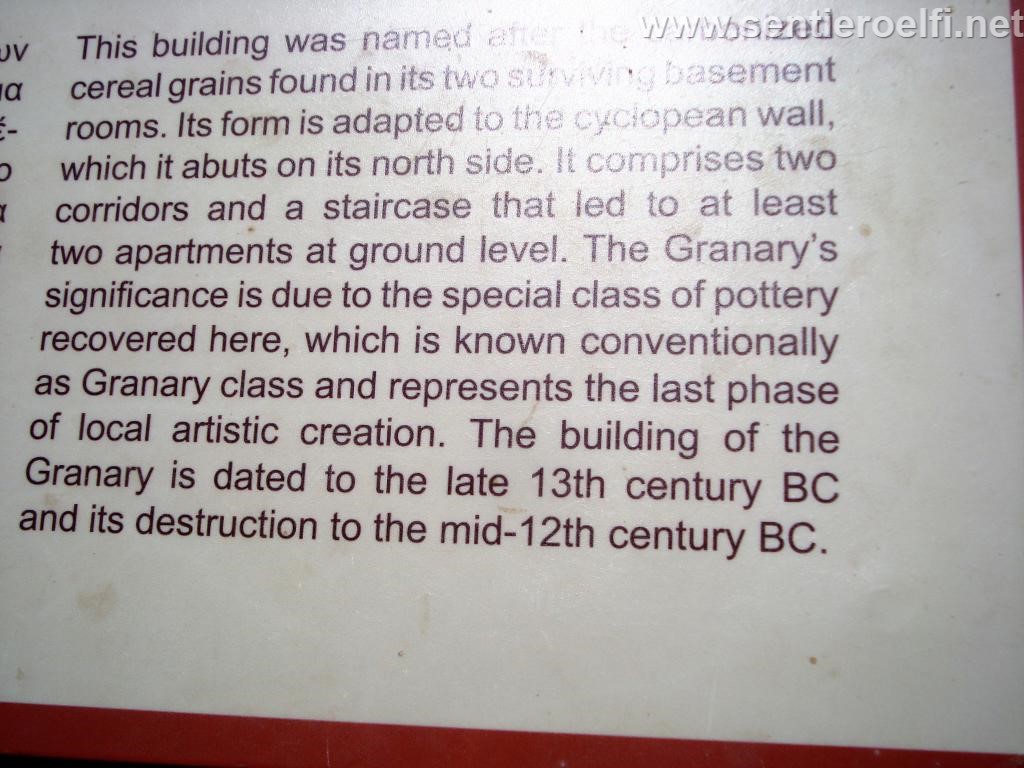 www.sentieroelfi.net
υν
μα
έ-
ο
α
This building was named after the carbonized
cereal grains found in its two surviving basement
rooms. Its form is adapted to the cyclopean wall,
which it abuts on its north side. It comprises two
corridors and a staircase that led to at least
two apartments at ground level. The Granary's
significance is due to the special class of pottery
recovered here, which is known conventionally
as Granary class and represents the last phase
of local artistic creation. The building of the
Granary is dated to the late 13th century BC
and its destruction to the mid-12th century BC.